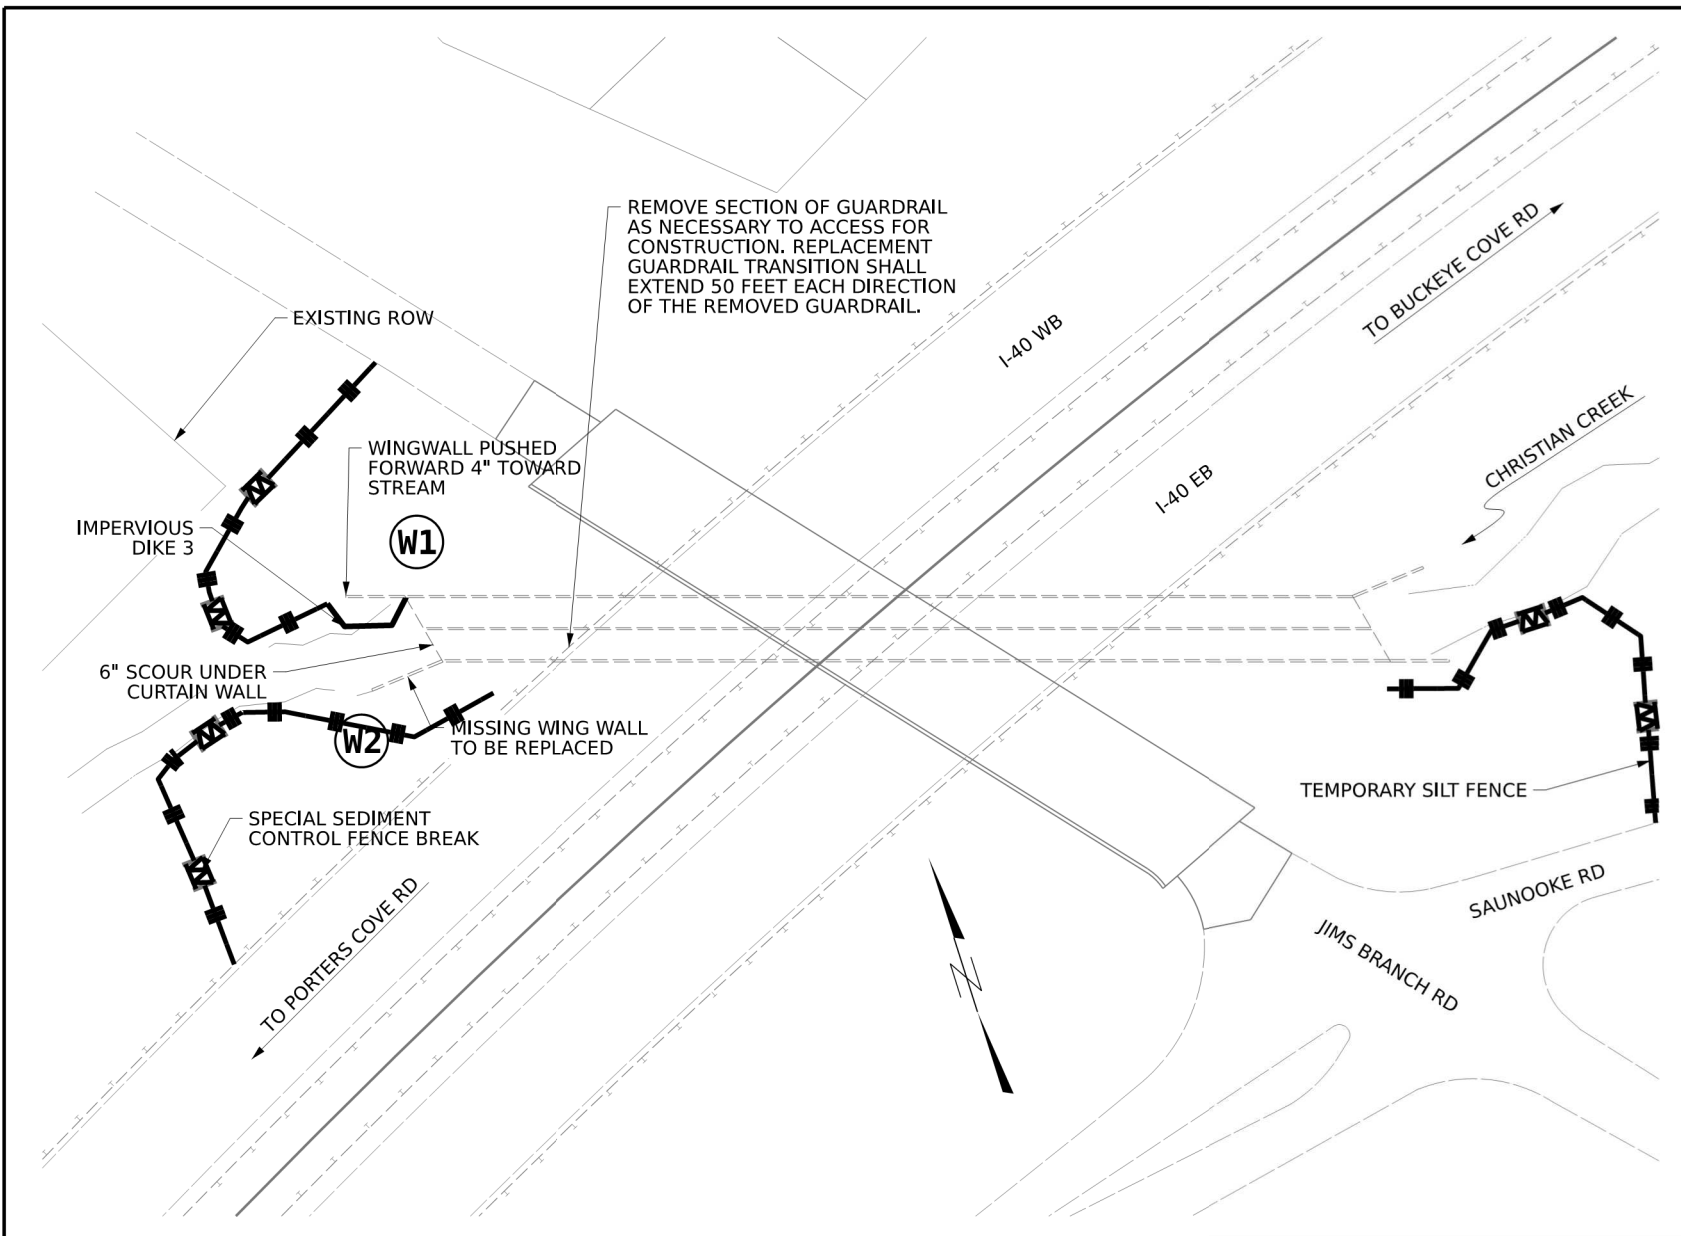 REMOVE SECTION OF GUARDRAIL
AS NECESSARY TO ACCESS FOR
CONSTRUCTION. REPLACEMENT
GUARDRAIL TRANSITION SHALL
EXTEND 50 FEET EACH DIRECTION
OF THE REMOVED GUARDRAIL.
TO BUCKEYE COVE RD
EXISTING ROW
I-40 WB
WINGWALL PUSHED
FORWARD 4" TOWARD
STREAM
CHRISTIAN CREEK
I-40 EB
IMPERVIOUS
DIKE 3
W1
6" SCOUR UNDER
CURTAIN WALL
MISSING WING WALL
TO BE REPLACED
W2
TEMPORARY SILT FENCE
SPECIAL SEDIMENT
CONTROL FENCE BREAK
SAUNOOKE RD
TO PORTERS COVE RD
JIMS BRANCH RD
N